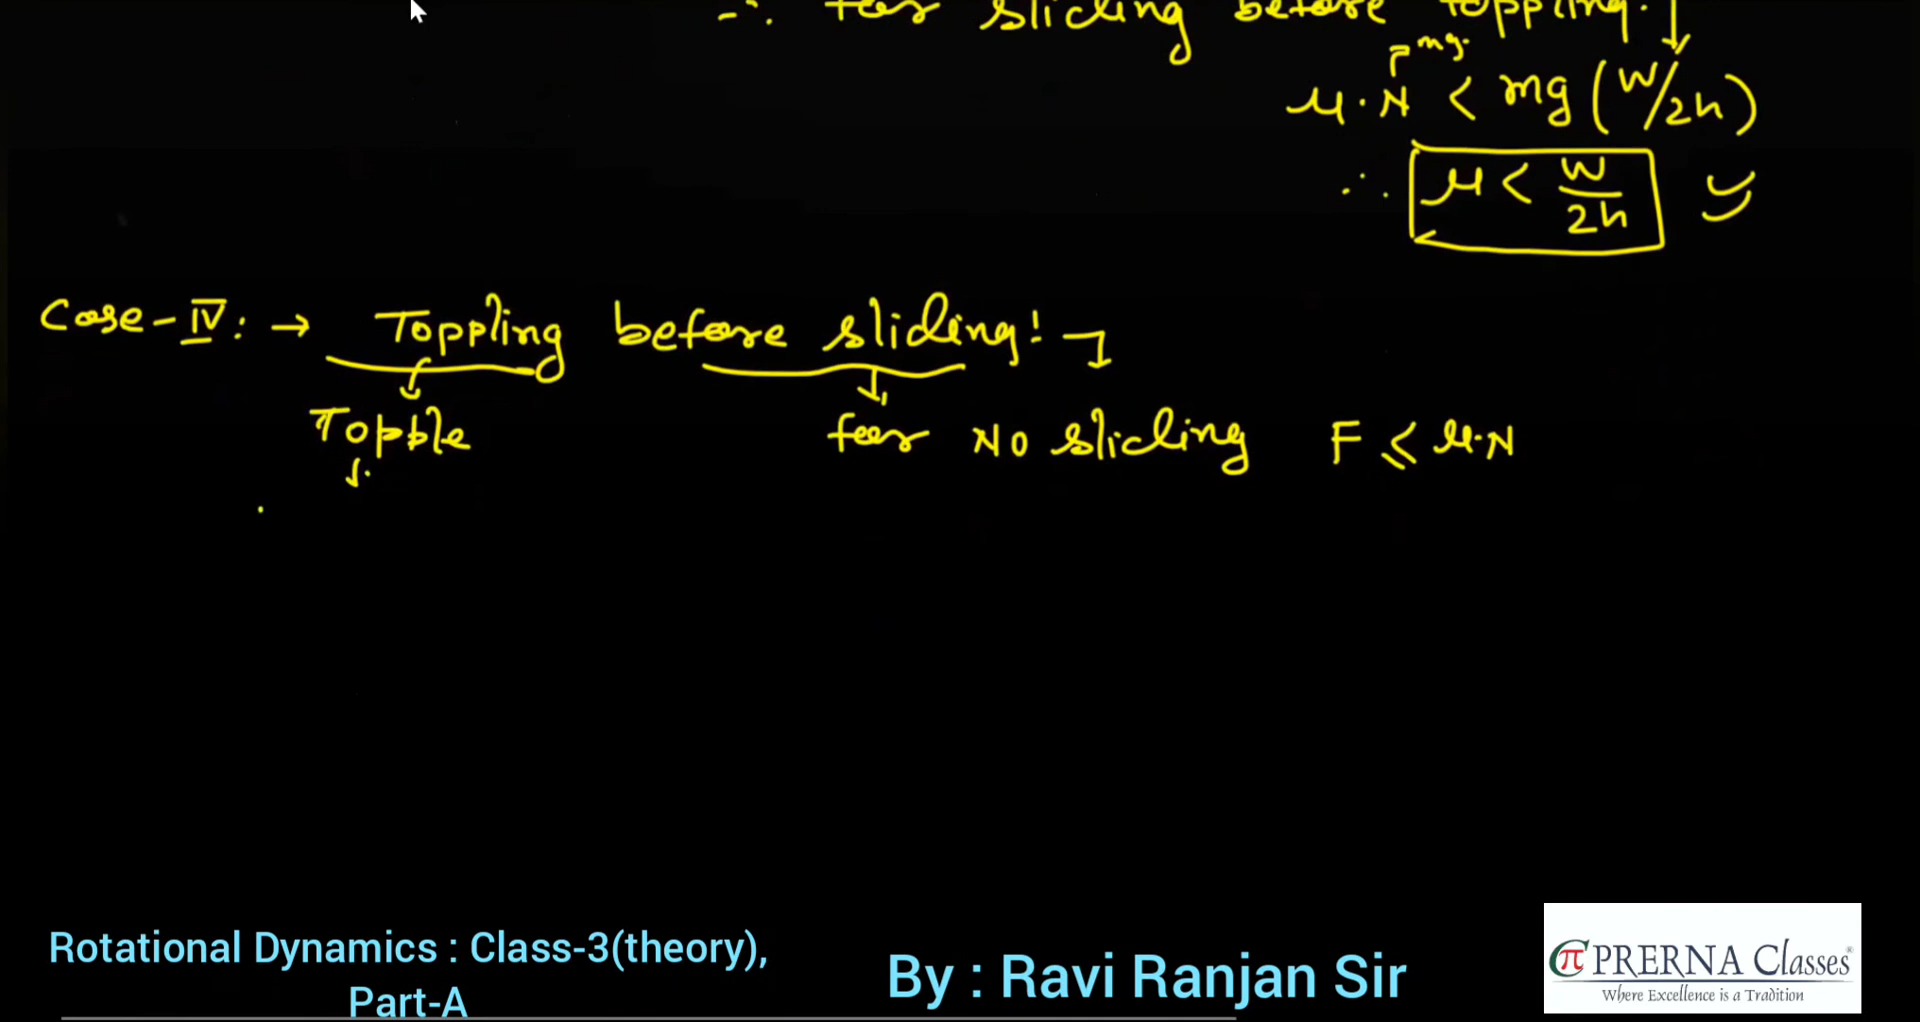 ∴ for sliding before toppling:
mg.
μ.N < mg (W/2h)
∴ μ < W/2h
Case-IV: → Toppling before sliding:
Topple for No sliding F ≤ μ.N
Rotational Dynamics : Class-3(theory),
Part-A
By : Ravi Ranjan Sir
π PRERNA Classes®
Where Excellence is a Tradition